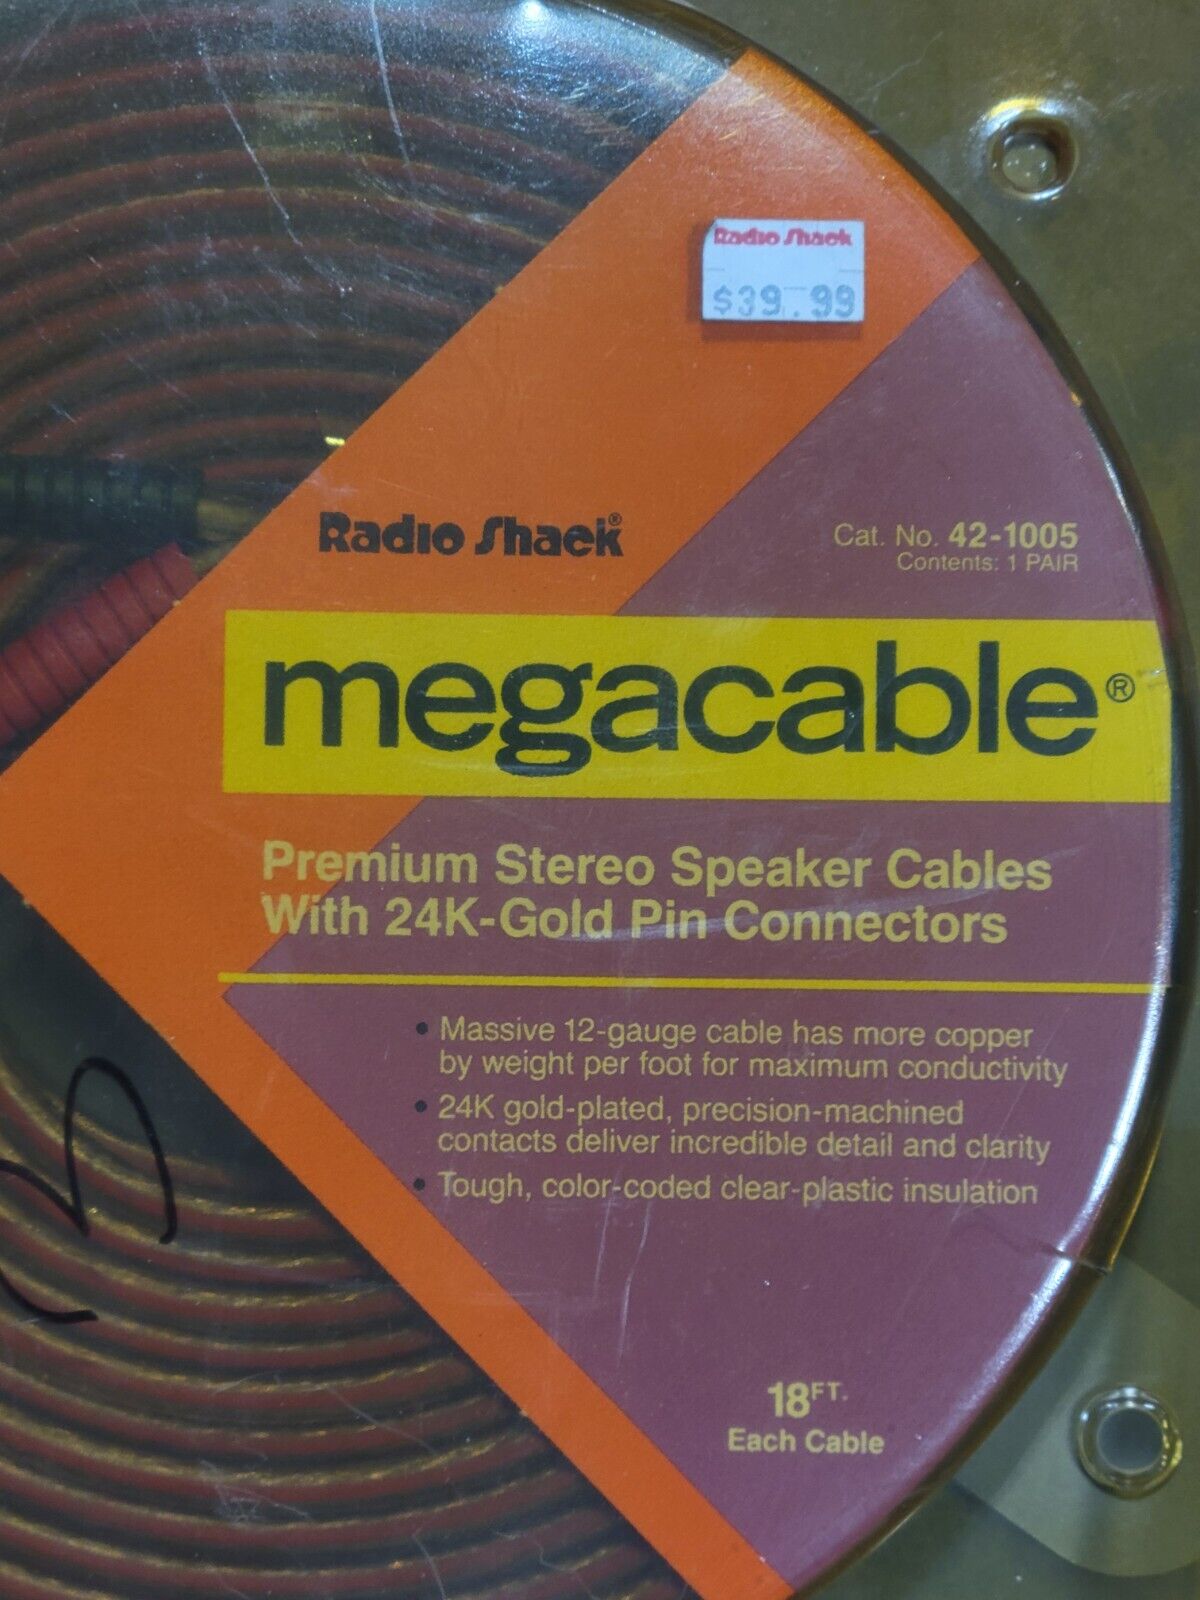 Radio Shack
$39.99
Radio Shack®
Cat. No. 42-1005
Contents: 1 PAIR
megacable®
Premium Stereo Speaker Cables
With 24K-Gold Pin Connectors
• Massive 12-gauge cable has more copper
by weight per foot for maximum conductivity
• 24K gold-plated, precision-machined
contacts deliver incredible detail and clarity
• Tough, color-coded clear-plastic insulation
18FT.
Each Cable